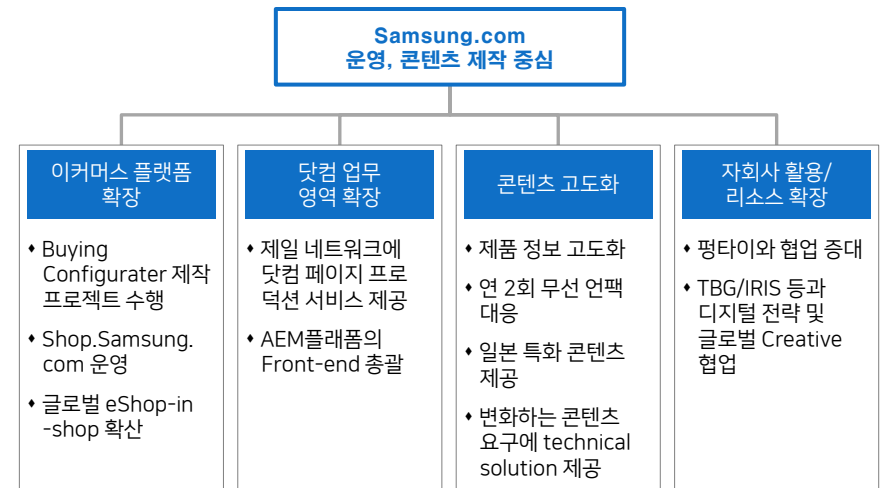 Samsung.com
운영, 콘텐츠 제작 중심
이커머스 플랫폼
확장
• Buying
Configurater 제작
프로젝트 수행
• Shop.Samsung.
com 운영
• 글로벌 eShop-in
-shop 확산
닷컴 업무
영역 확장
• 제일 네트워크에
닷컴 페이지 프로
덕션 서비스 제공
• AEM플래폼의
Front-end 총괄
콘텐츠 고도화
• 제품 정보 고도화
• 연 2회 무선 언팩
대응
• 일본 특화 콘텐츠
제공
• 변화하는 콘텐츠
요구에 technical
solution 제공
자회사 활용/
리소스 확장
• 펑타이와 협업 증대
• TBG/IRIS 등과
디지털 전략 및
글로벌 Creative
협업